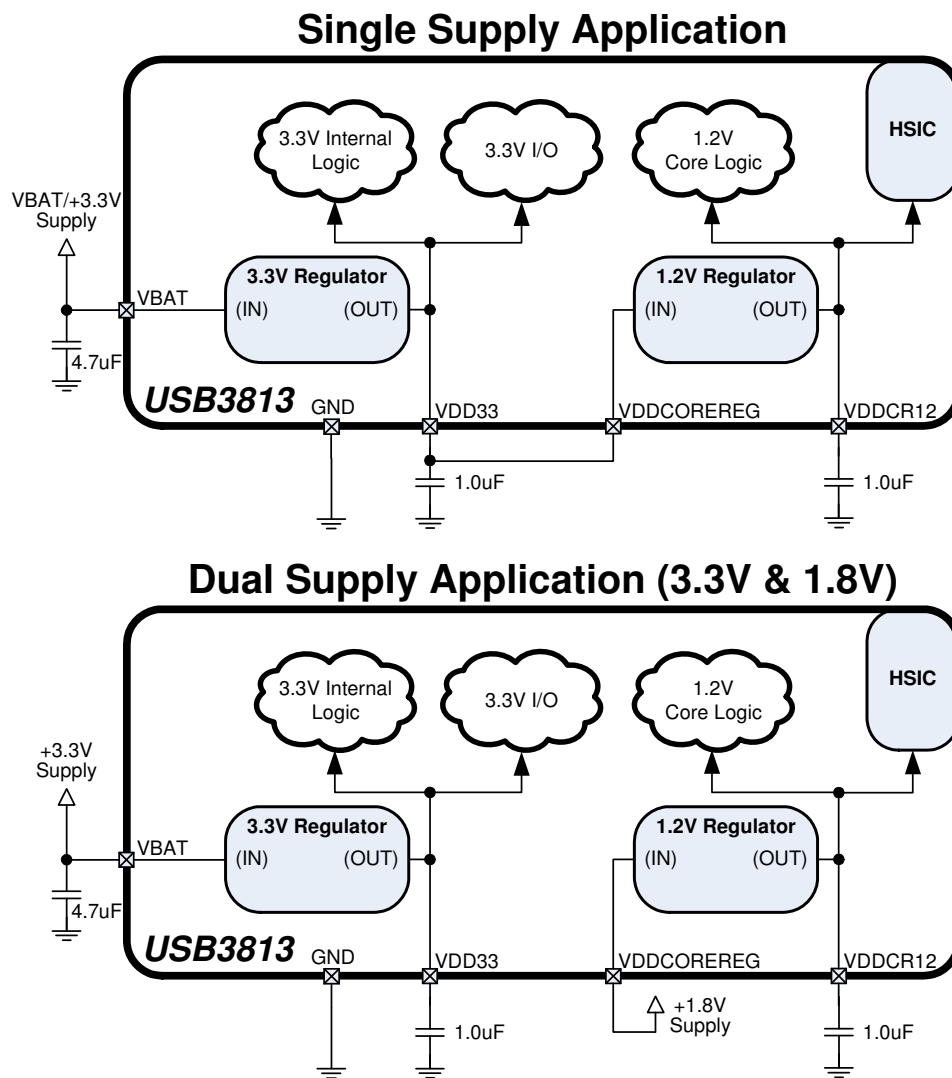 Single Supply Application
3.3V Internal
Logic
3.3V I/O
1.2V
Core Logic
HSIC
VBAT/+3.3V
Supply
3.3V Regulator
(IN)
(OUT)
1.2V Regulator
(IN)
(OUT)
VBAT
4.7uF
USB3813
GND
VDD33
VDDCOREREG
VDDCR12
1.0uF
1.0uF
Dual Supply Application (3.3V & 1.8V)
3.3V Internal
Logic
3.3V I/O
1.2V
Core Logic
HSIC
+3.3V
Supply
3.3V Regulator
(IN)
(OUT)
1.2V Regulator
(IN)
(OUT)
VBAT
4.7uF
USB3813
GND
VDD33
VDDCOREREG
VDDCR12
1.0uF
+1.8V
Supply
1.0uF